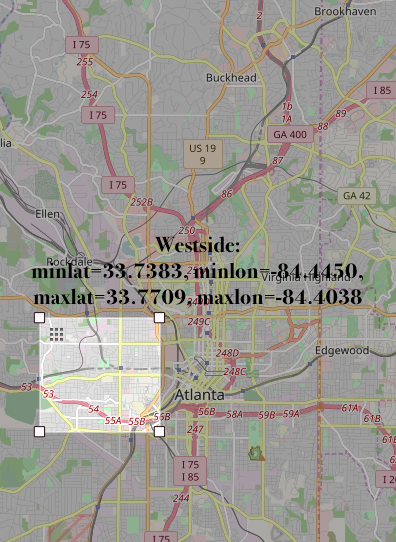 2
Brookhaven
I 75
255
Buckhead
254
I 85
1b
1A
I 75
89
88
GA 400
US 19
9
87
I 75
86
GA 42
252B
Ellen
250
Westside:
Rockdale
minlat=33.7383, minlon=-84.4450,
Virginia Highland
maxlat=33.7709, maxlon=-84.4038
249C
248D
Edgewood
248C
53
53
Atlanta
54
55A
55B
56B
56B
58A
59B
59A
61A
61B
247
61B
I 75
I 85
244
I 75